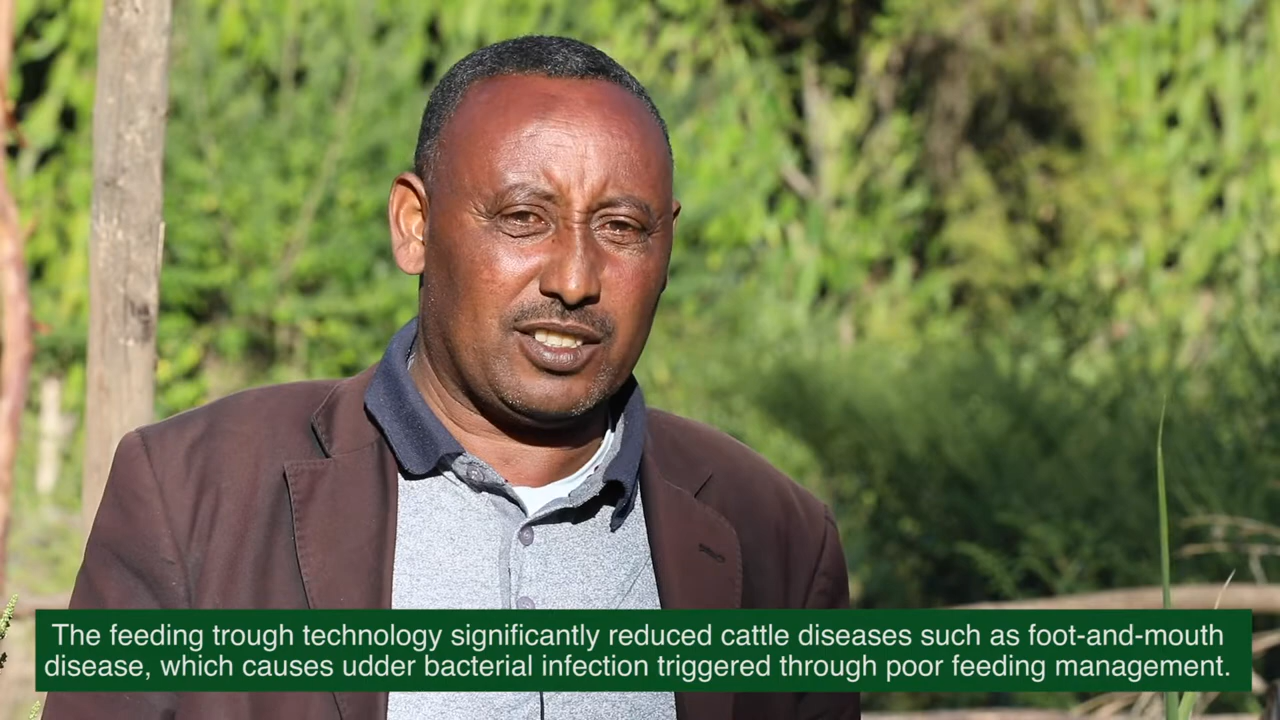 The feeding trough technology significantly reduced cattle diseases such as foot-and-mouth
disease, which causes udder bacterial infection triggered through poor feeding management.